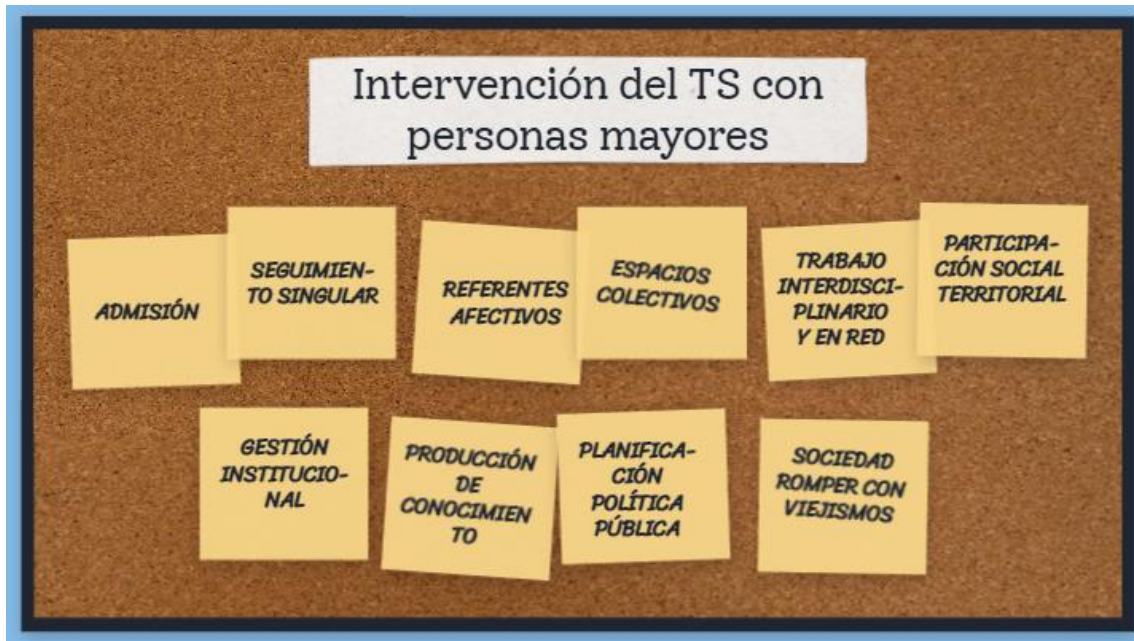 Intervención del TS con
personas mayores
ADMISIÓN
SEGUIMIEN-
TO SINGULAR
REFERENTES
AFECTIVOS
ESPACIOS
COLECTIVOS
TRABAJO
INTERDISCI-
PLINARIO
Y EN RED
PARTICIPA-
CIÓN SOCIAL
TERRITORIAL
GESTIÓN
INSTITUCIO-
NAL
PRODUCCIÓN
DE
CONOCIMIEN
TO
PLANIFICA-
CIÓN
POLÍTICA
PÚBLICA
SOCIEDAD
ROMPER CON
VIEJISMOS